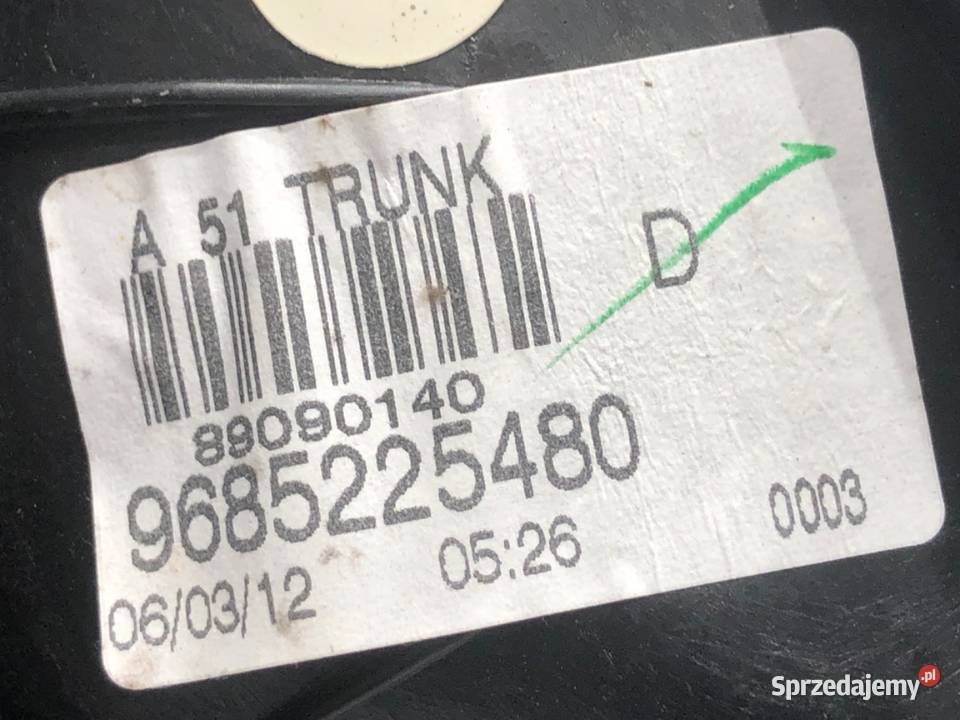 A 51 TRUNK
D
89090140
9685225480
06/03/12 05:26 0003
Sprzedajemy.pl